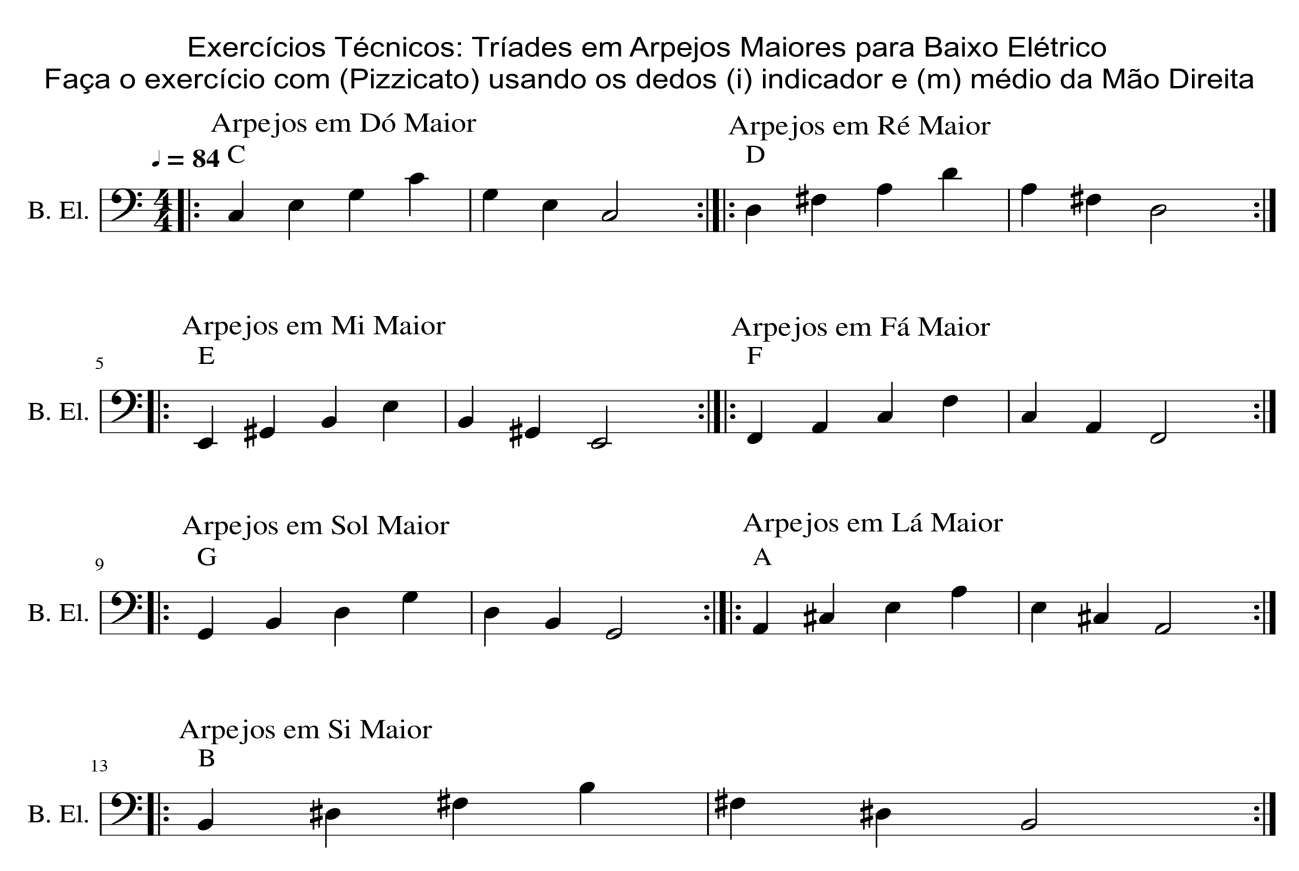 Exercícios Técnicos: Tríades em Arpejos Maiores para Baixo Elétrico
Faça o exercício com (Pizzicato) usando os dedos (i) indicador e (m) médio da Mão Direita
Arpejos em Dó Maior
Arpejos em Ré Maior
♩ = 84
C
D
B. El.
4
4
Arpejos em Mi Maior
Arpejos em Fá Maior
5
E
F
B. El.
Arpejos em Sol Maior
Arpejos em Lá Maior
9
G
A
B. El.
Arpejos em Si Maior
13
B
B. El.